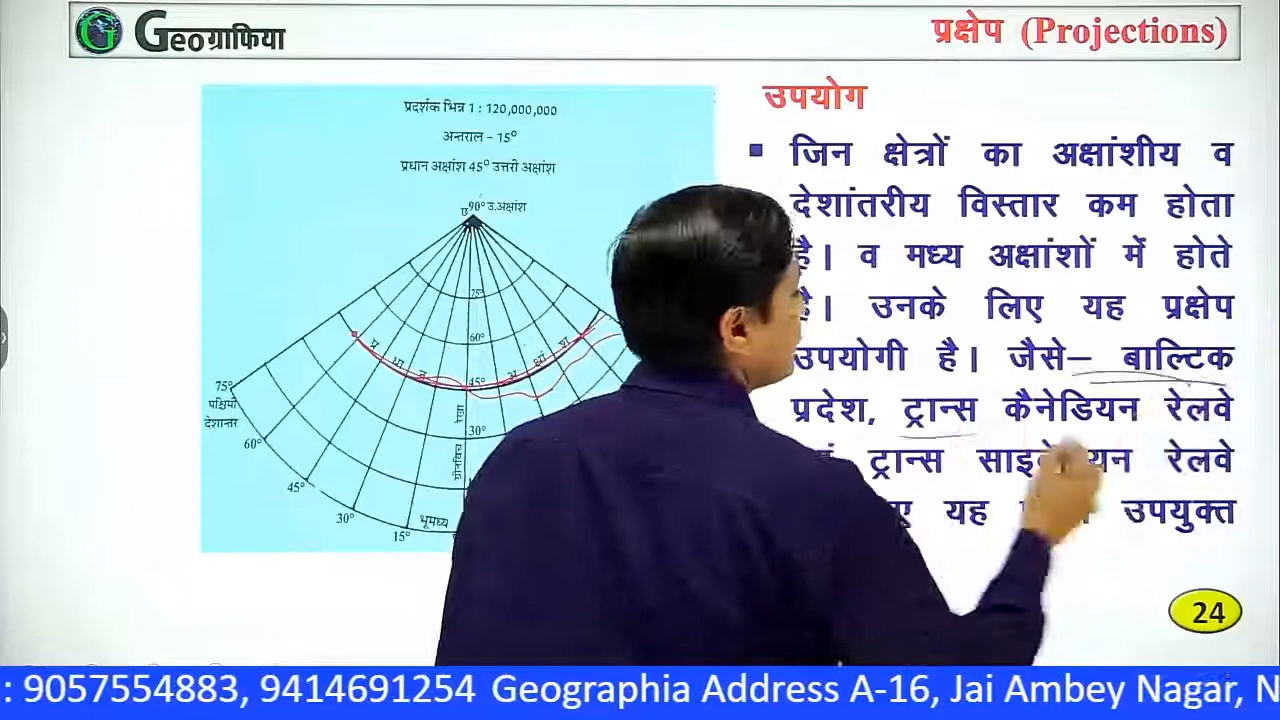 Geoग्राफिया
प्रक्षेप (Projections)
प्रदर्शक भिन्न 1 : 120,000,000
अन्तराल – 15°
प्रधान अक्षांश 45° उत्तरी अक्षांश
90° उ.अक्षांश
75°
60°
प्र धा न 45° अ क्षां श
30°
75°
पश्चिमी
देशान्तर
60°
45°
30°
15°
भूमध्य
ग्रीनविच
रेखा
उपयोग
▪ जिन क्षेत्रों का अक्षांशीय व
देशांतरीय विस्तार कम होता
है। व मध्य अक्षांशों में होते
है। उनके लिए यह प्रक्षेप
उपयोगी है। जैसे– बाल्टिक
प्रदेश, ट्रान्स कैनेडियन रेलवे
ट्रान्स रेलवे
यह उपयुक्त
24
: 9057554883, 9414691254 Geographia Address A-16, Jai Ambey Nagar, N